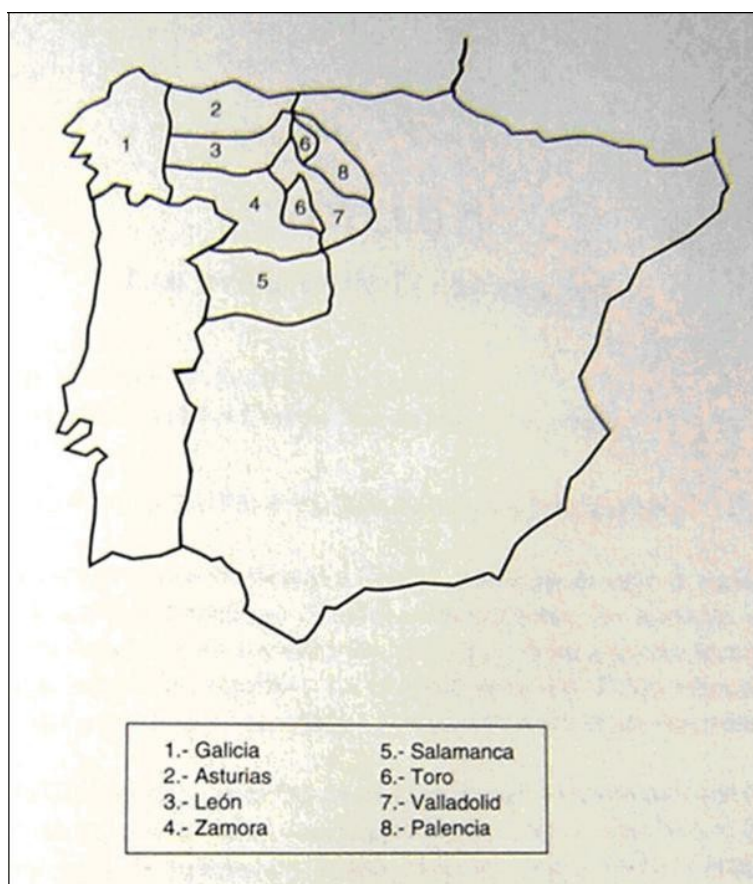 2
1
3
6
8
4
6
7
5
1.- Galicia
2.- Asturias
3.- León
4.- Zamora
5.- Salamanca
6.- Toro
7.- Valladolid
8.- Palencia